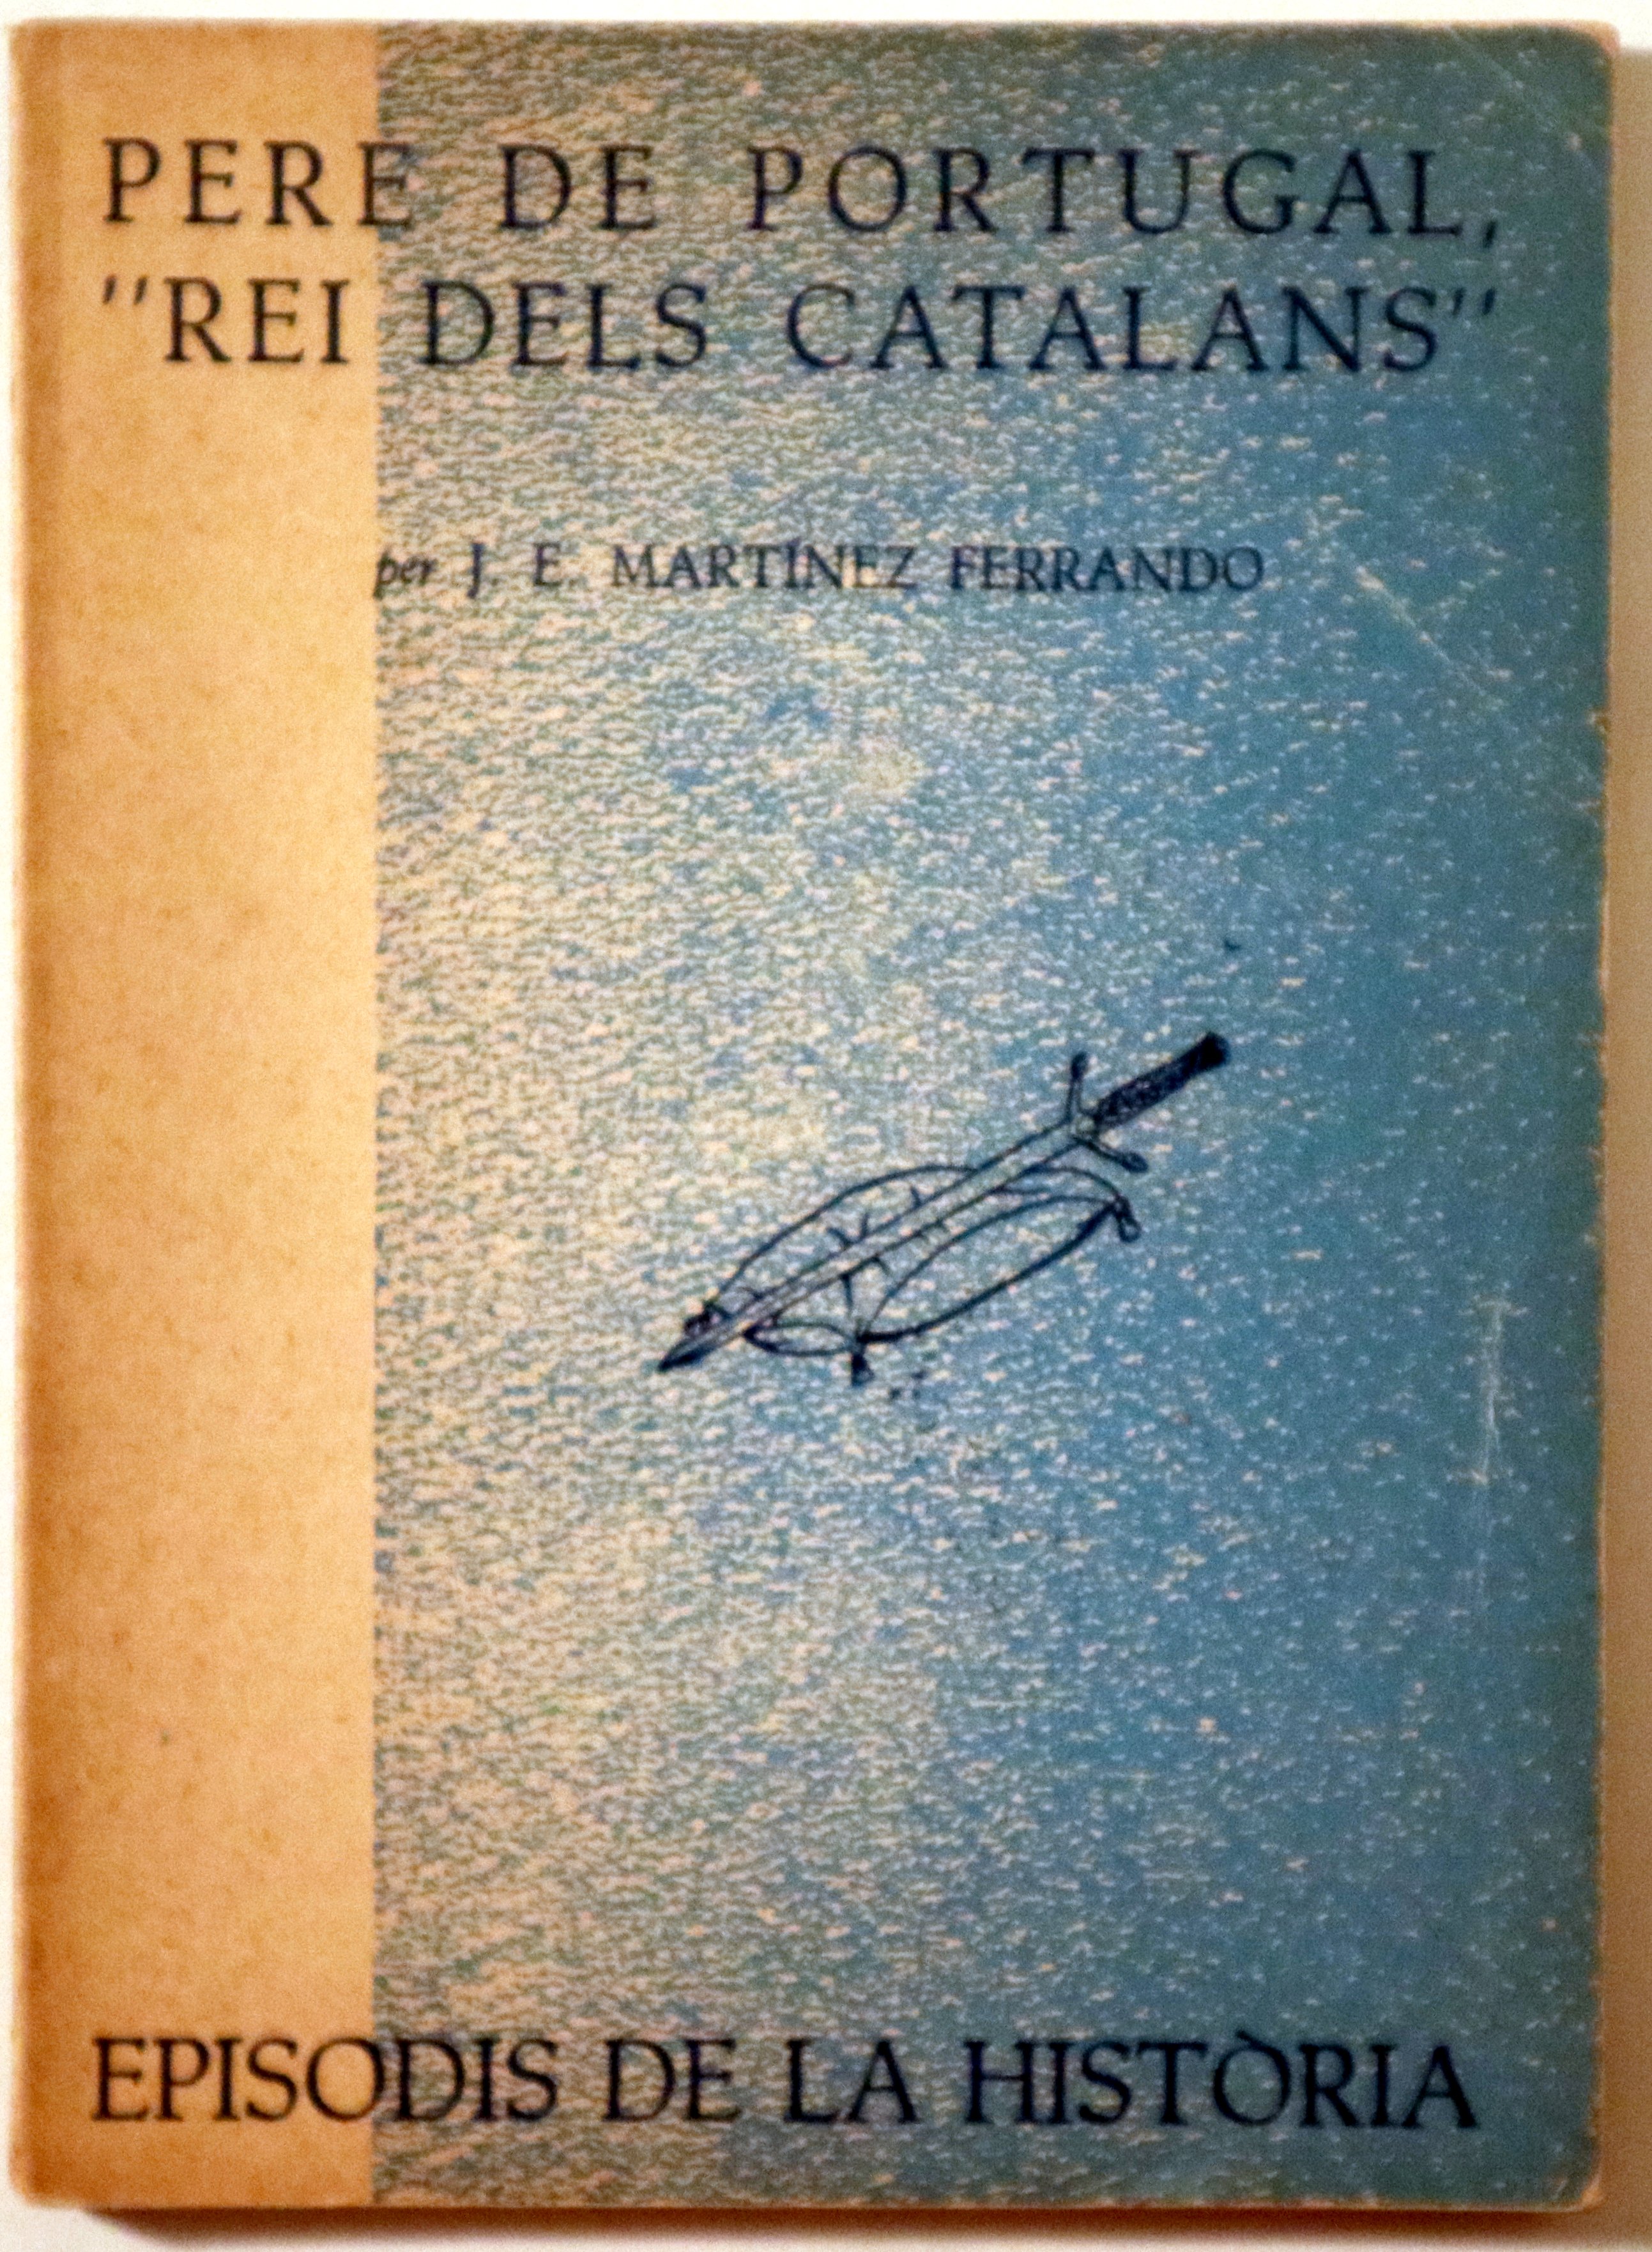 PERE DE PORTUGAL,
"REI DELS CATALANS"
per J. E. MARTÍNEZ FERRANDO
EPISODIS DE LA HISTÒRIA